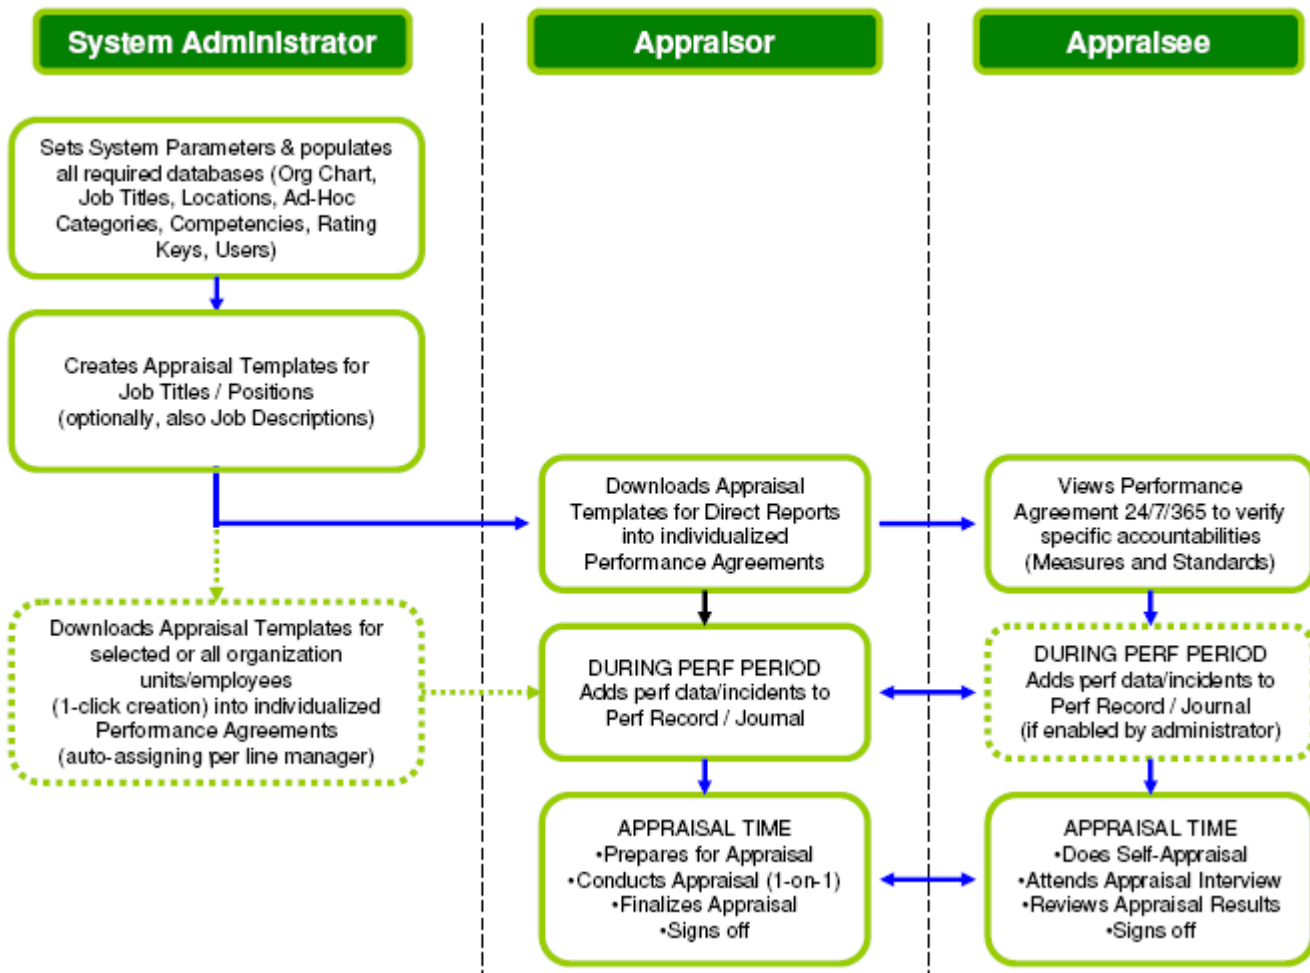 System Administrator
Appraisor
Appraisee
Sets System Parameters & populates
all required databases (Org Chart,
Job Titles, Locations, Ad-Hoc
Categories, Competencies, Rating
Keys, Users)
Creates Appraisal Templates for
Job Titles / Positions
(optionally, also Job Descriptions)
Downloads Appraisal
Templates for Direct Reports
into individualized
Performance Agreements
Views Performance
Agreement 24/7/365 to verify
specific accountabilities
(Measures and Standards)
Downloads Appraisal Templates for
selected or all organization
units/employees
(1-click creation) into individualized
Performance Agreements
(auto-assigning per line manager)
DURING PERF PERIOD
Adds perf data/incidents to
Perf Record / Journal
DURING PERF PERIOD
Adds perf data/incidents to
Perf Record / Journal
(if enabled by administrator)
APPRAISAL TIME
•Prepares for Appraisal
•Conducts Appraisal (1-on-1)
•Finalizes Appraisal
•Signs off
APPRAISAL TIME
•Does Self-Appraisal
•Attends Appraisal Interview
•Reviews Appraisal Results
•Signs off